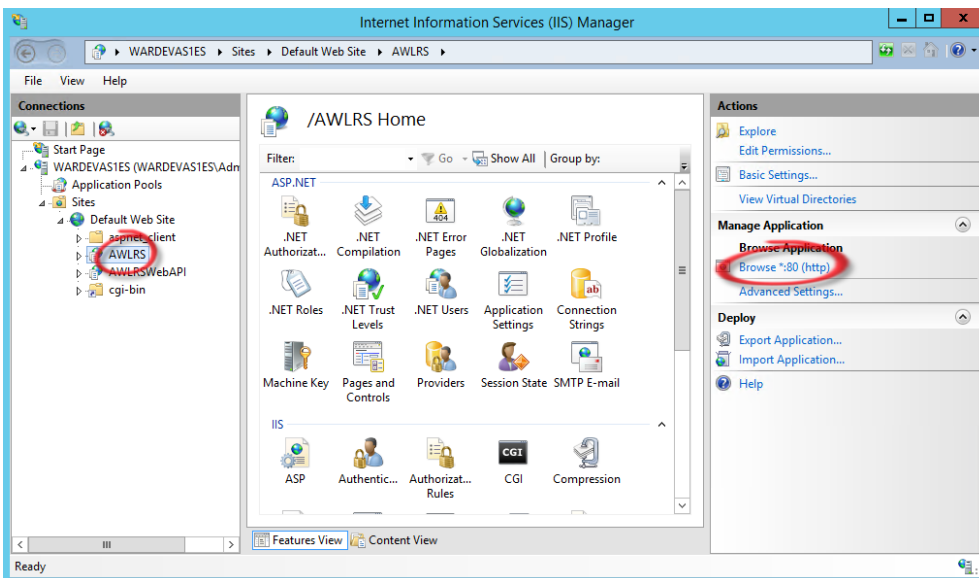 Internet Information Services (IIS) Manager
WARDEVAS1ES Sites Default Web Site AWLRS
File View Help
Connections
Start Page
WARDEVAS1ES (WARDEVAS1ES\Adm
Application Pools
Sites
Default Web Site
aspnet_client
AWLRS
AWLRSWebAPI
cgi-bin
/AWLRS Home
Filter: Go Show All Group by:
ASP.NET
.NET Authorizat...
.NET Compilation
404
.NET Error Pages
.NET Globalization
.NET Profile
.NET Roles
.NET Trust Levels
.NET Users
Application Settings
ab
Connection Strings
Machine Key
Pages and Controls
Providers
Session State
SMTP E-mail
IIS
ASP
Authentic...
Authorizat... Rules
CGI
CGI
Compression
Features View Content View
Actions
Explore
Edit Permissions...
Basic Settings...
View Virtual Directories
Manage Application
Browse Application
Browse *:80 (http)
Advanced Settings...
Deploy
Export Application...
Import Application...
Help
Ready